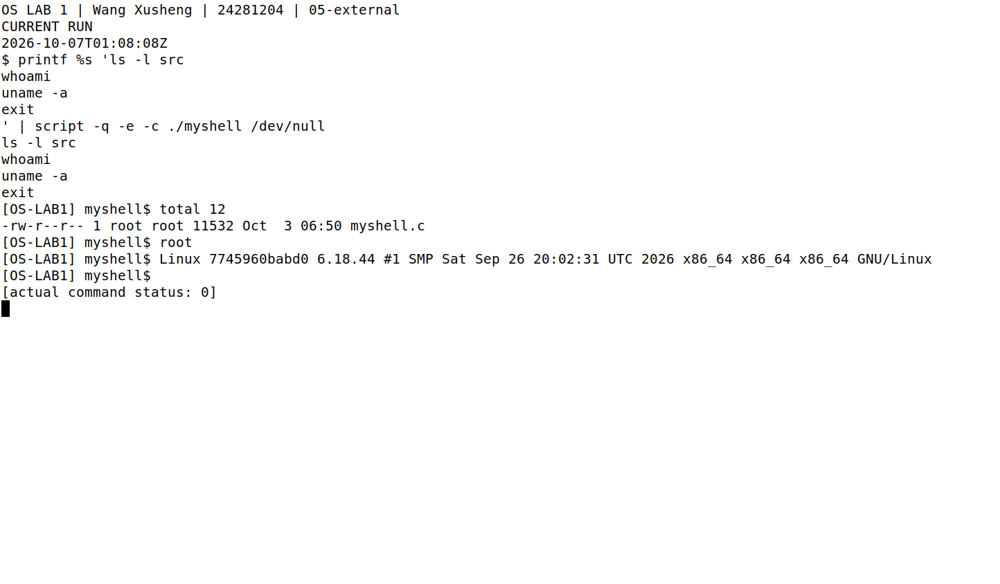 OS LAB 1 | Wang Xusheng | 24281204 | 05-external
CURRENT RUN
2026-10-07T01:08:08Z
$ printf %s 'ls -l src
whoami
uname -a
exit
' | script -q -e -c ./myshell /dev/null
ls -l src
whoami
uname -a
exit
[OS-LAB1] myshell$ total 12
-rw-r--r-- 1 root root 11532 Oct  3 06:50 myshell.c
[OS-LAB1] myshell$ root
[OS-LAB1] myshell$ Linux 7745960babd0 6.18.44 #1 SMP Sat Sep 26 20:02:31 UTC 2026 x86_64 x86_64 x86_64 GNU/Linux
[OS-LAB1] myshell$
[actual command status: 0]